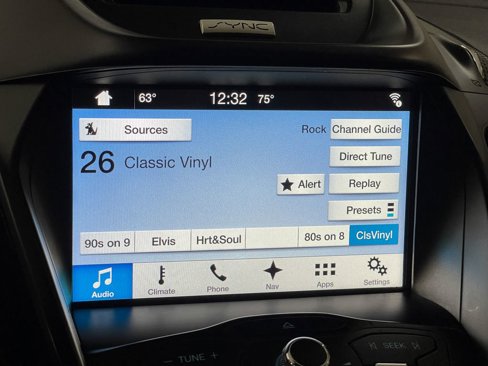 SYNC
63° 12:32 75°
Sources Rock Channel Guide
26 Classic Vinyl Direct Tune
Alert Replay
Presets
90s on 9 Elvis Hrt&Soul 80s on 8 ClsVinyl
Audio Climate Phone Nav Apps Settings
TUNE + SEEK